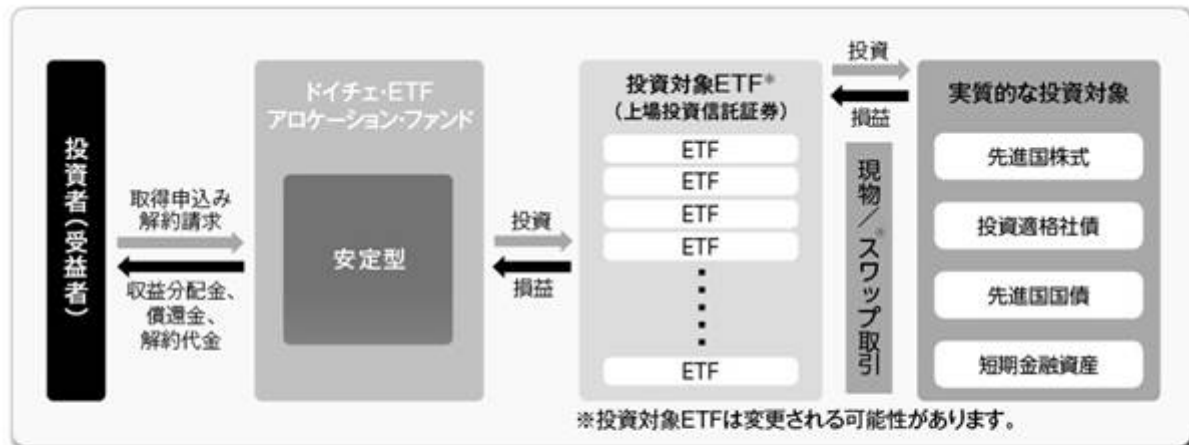 投資者(受益者)
取得申込み
解約請求
収益分配金、
償還金、
解約代金
ドイチェ・ETF
アロケーション・ファンド
安定型
投資
損益
投資対象ETF※
(上場投資信託証券)
ETF
ETF
ETF
ETF
ETF
投資
損益
現物/※スワップ取引
実質的な投資対象
先進国株式
投資適格社債
先進国国債
短期金融資産
※投資対象ETFは変更される可能性があります。